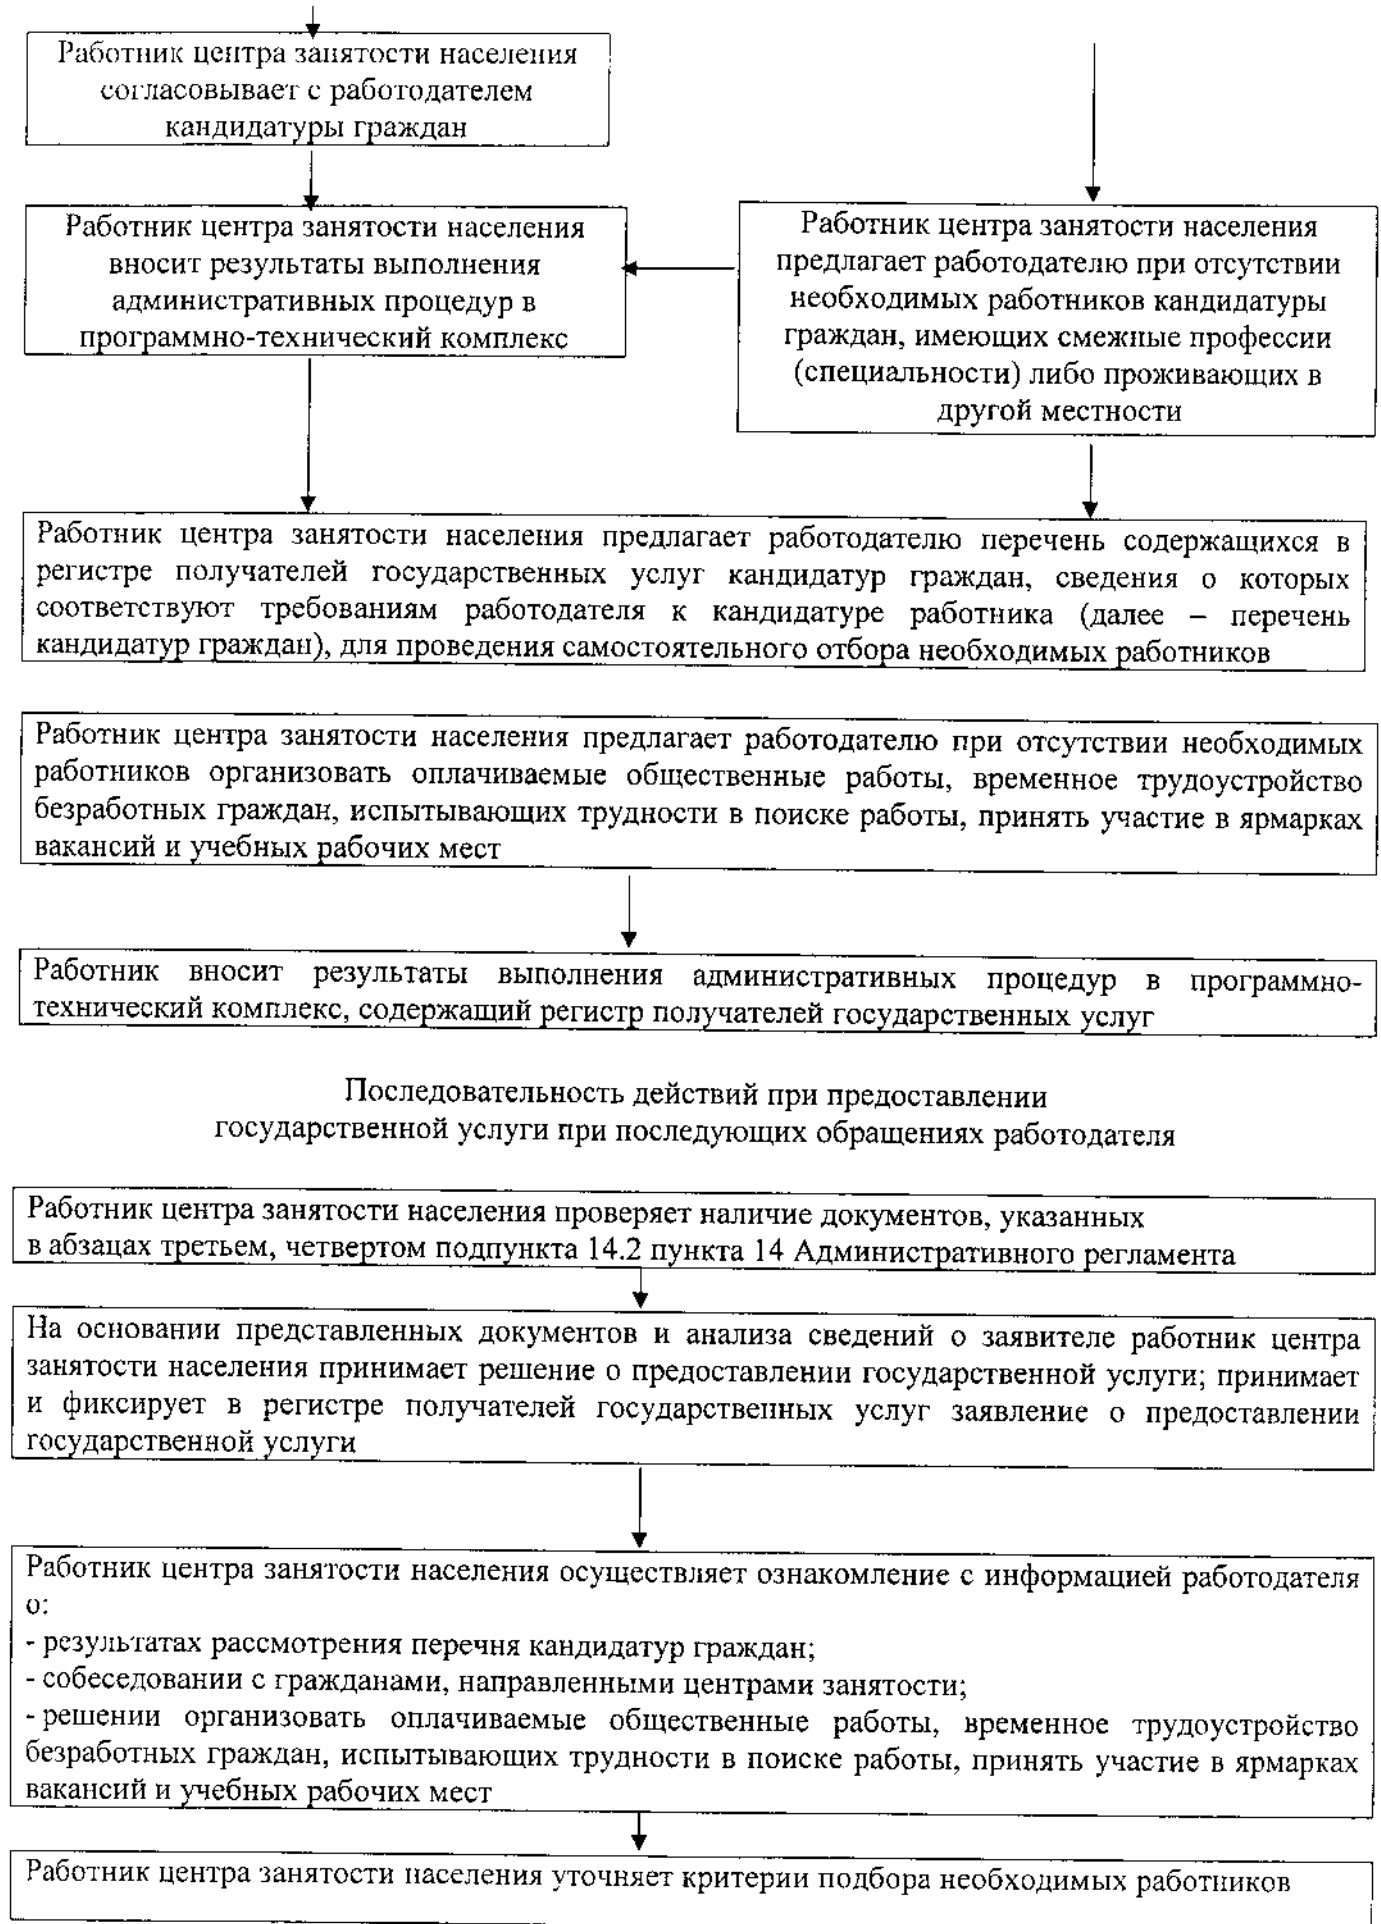 Работник центра занятости населения
согласовывает с работодателем
кандидатуры граждан
Работник центра занятости населения
вносит результаты выполнения
административных процедур в
программно-технический комплекс
Работник центра занятости населения
предлагает работодателю при отсутствии
необходимых работников кандидатуры
граждан, имеющих смежные профессии
(специальности) либо проживающих в
другой местности
Работник центра занятости населения предлагает работодателю перечень содержащихся в
регистре получателей государственных услуг кандидатур граждан, сведения о которых
соответствуют требованиям работодателя к кандидатуре работника (далее – перечень
кандидатур граждан), для проведения самостоятельного отбора необходимых работников
Работник центра занятости населения предлагает работодателю при отсутствии необходимых
работников организовать оплачиваемые общественные работы, временное трудоустройство
безработных граждан, испытывающих трудности в поиске работы, принять участие в ярмарках
вакансий и учебных рабочих мест
Работник вносит результаты выполнения административных процедур в программно-
технический комплекс, содержащий регистр получателей государственных услуг
Последовательность действий при предоставлении
государственной услуги при последующих обращениях работодателя
Работник центра занятости населения проверяет наличие документов, указанных
в абзацах третьем, четвертом подпункта 14.2 пункта 14 Административного регламента
На основании представленных документов и анализа сведений о заявителе работник центра
занятости населения принимает решение о предоставлении государственной услуги; принимает
и фиксирует в регистре получателей государственных услуг заявление о предоставлении
государственной услуги
Работник центра занятости населения осуществляет ознакомление с информацией работодателя
о:
- результатах рассмотрения перечня кандидатур граждан;
- собеседовании с гражданами, направленными центрами занятости;
- решении организовать оплачиваемые общественные работы, временное трудоустройство
безработных граждан, испытывающих трудности в поиске работы, принять участие в ярмарках
вакансий и учебных рабочих мест
Работник центра занятости населения уточняет критерии подбора необходимых работников